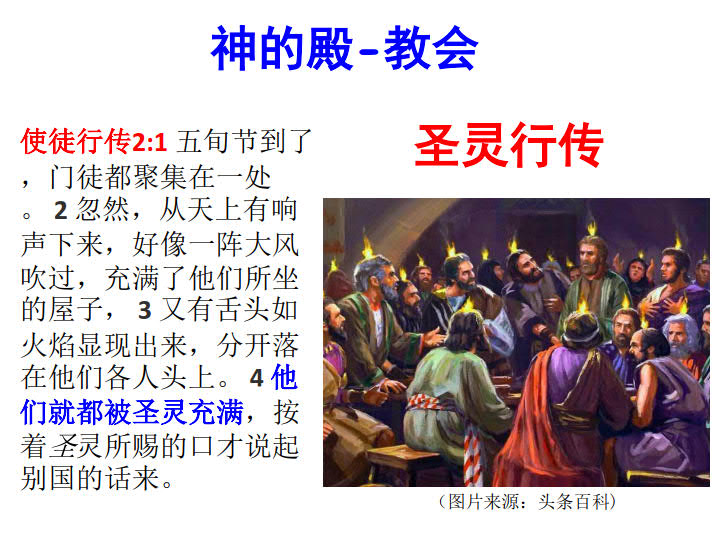 神的殿-教会
使徒行传2:1 五旬节到了
，门徒都聚集在一处
。 2 忽然，从天上有响
声下来，好像一阵大风
吹过，充满了他们所坐
的屋子， 3 又有舌头如
火焰显现出来，分开落
在他们各人头上。 4 他
们就都被圣灵充满，按
着圣灵所赐的口才说起
别国的话来。
圣灵行传
（图片来源：头条百科)